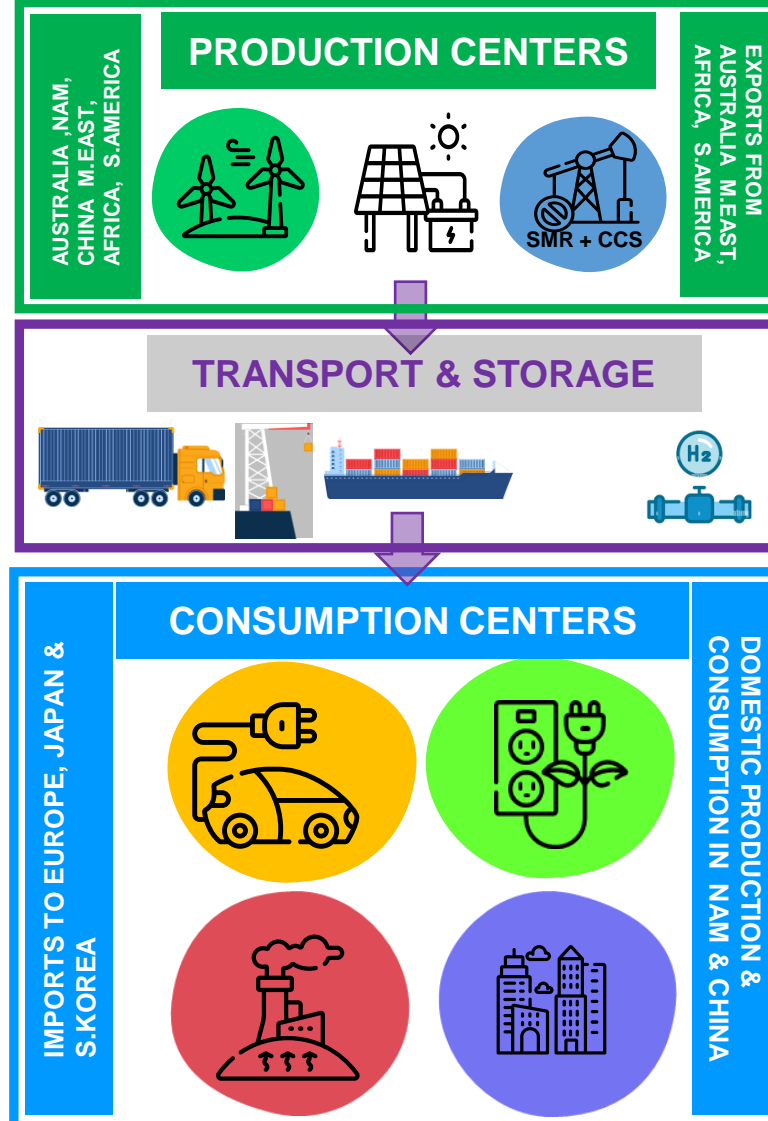 PRODUCTION CENTERS
AUSTRALIA ,NAM,
CHINA M.EAST,
AFRICA, S.AMERICA
SMR + CCS
EXPORTS FROM
AUSTRALIA M.EAST,
AFRICA, S.AMERICA
TRANSPORT & STORAGE
H2
CONSUMPTION CENTERS
IMPORTS TO EUROPE, JAPAN &
S.KOREA
DOMESTIC PRODUCTION &
CONSUMPTION IN NAM & CHINA